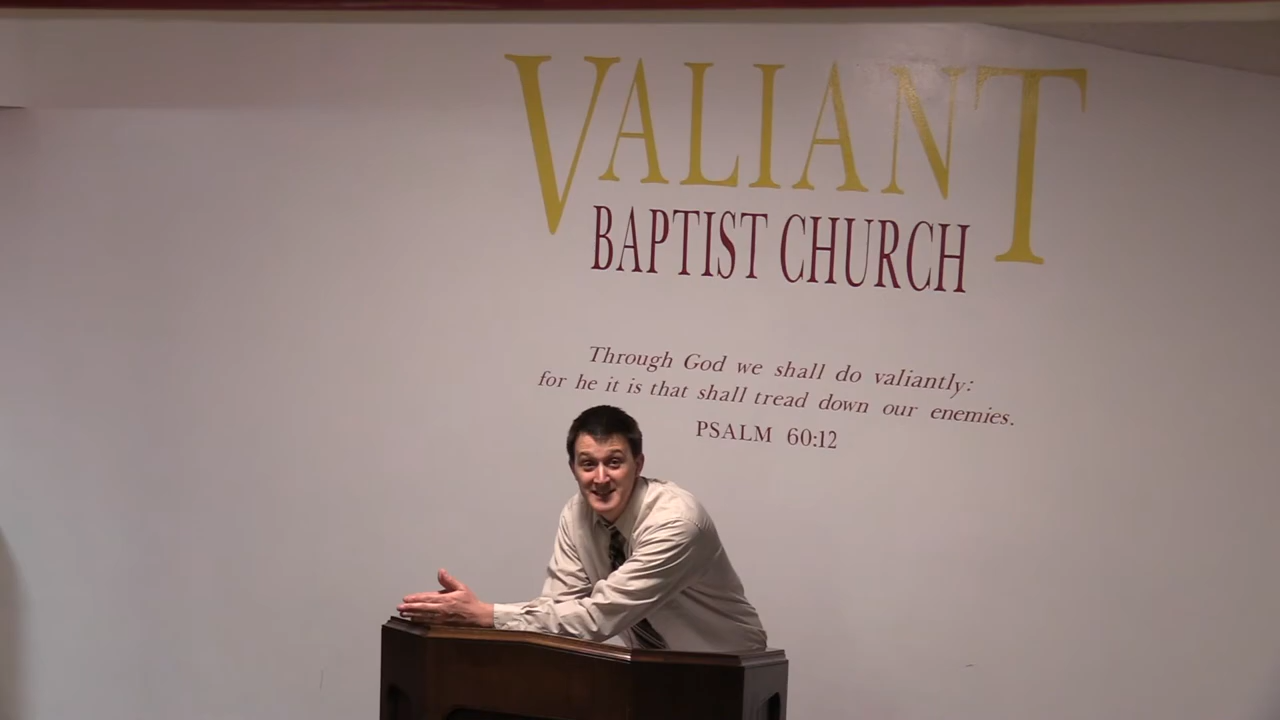 VALIANT
BAPTIST CHURCH
Through God we shall do valiantly:
for he it is that shall tread down our enemies.
PSALM 60:12